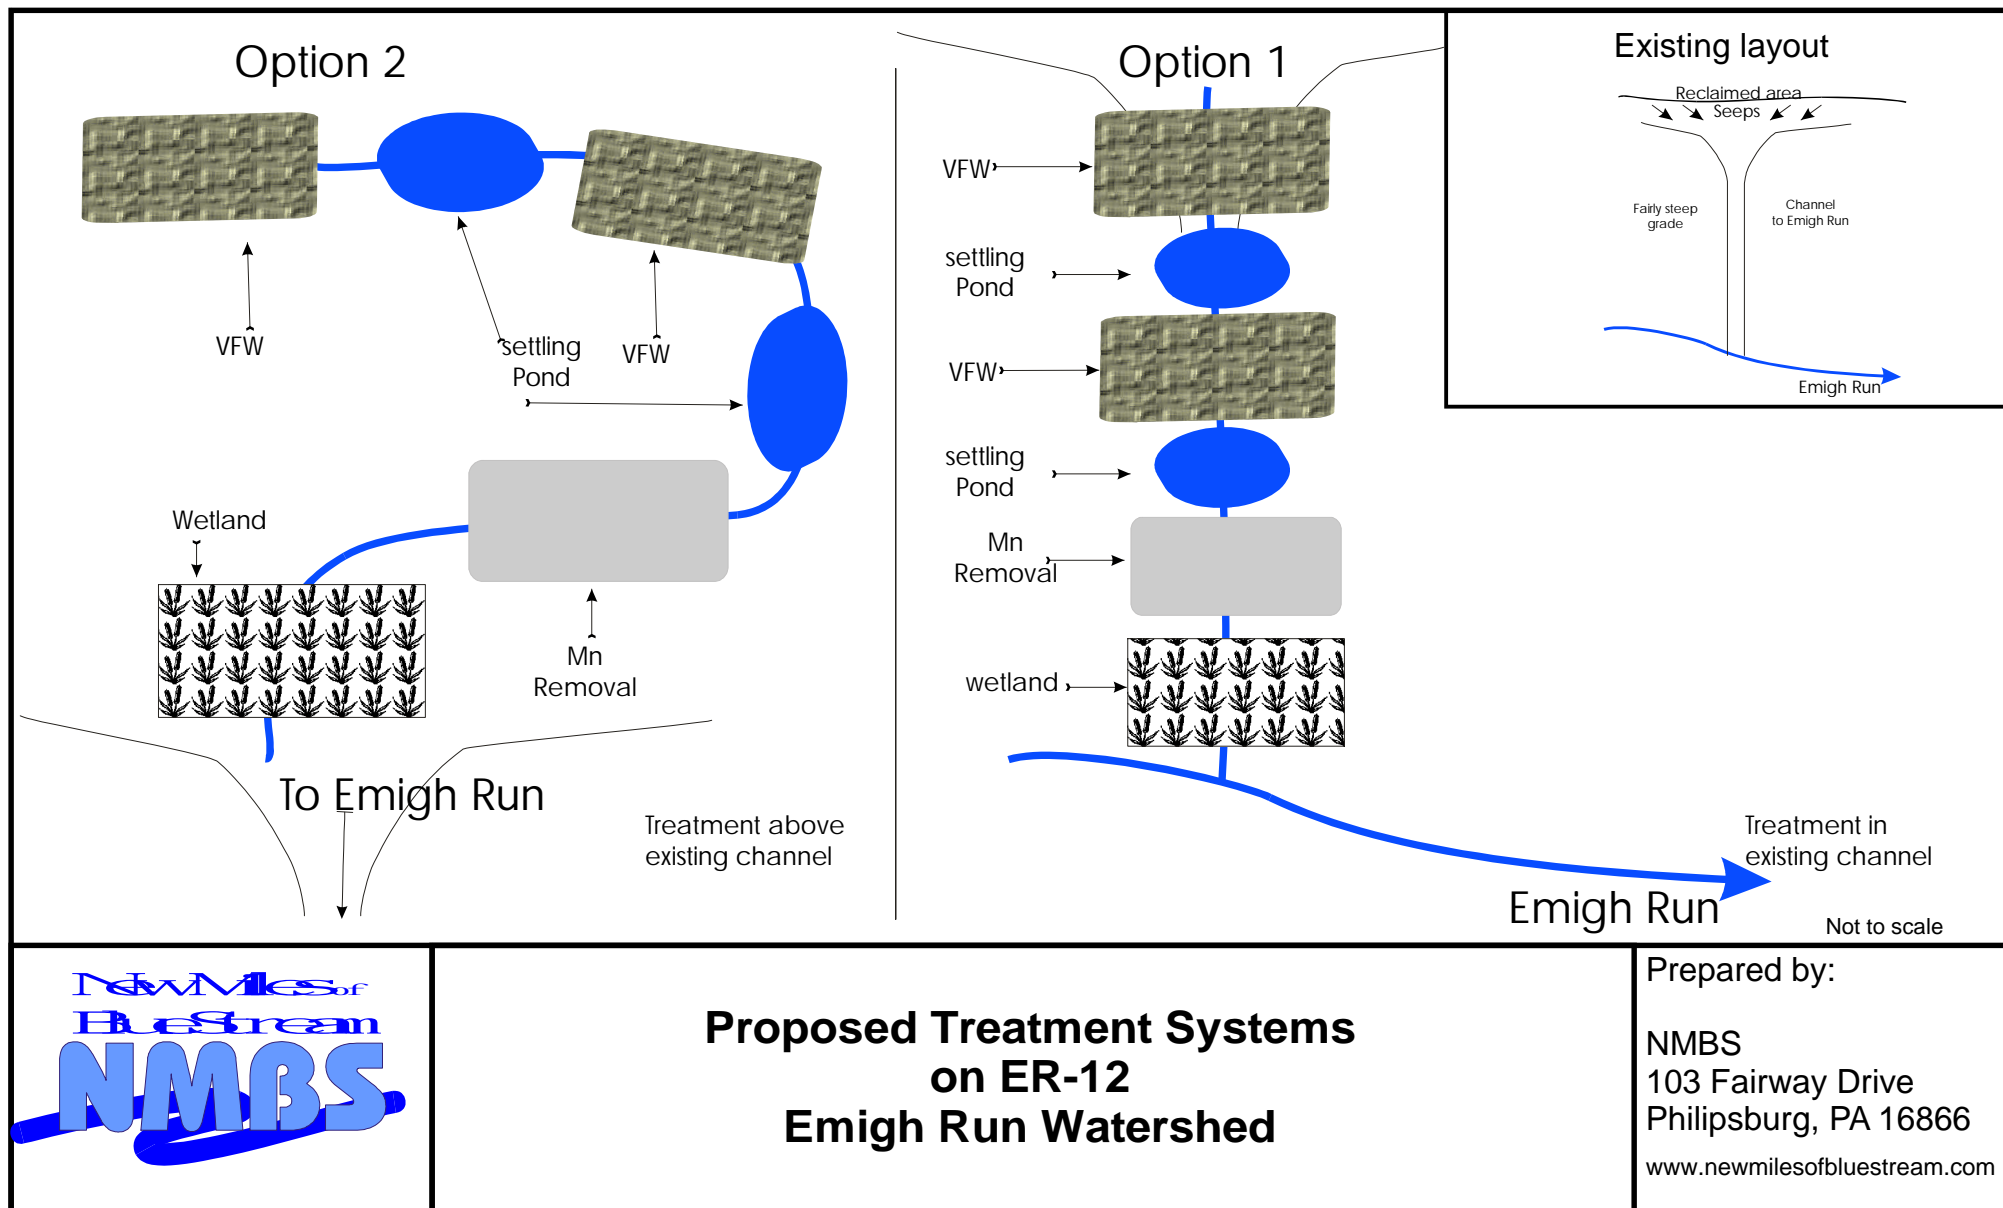 Option 2
VFW
settling
Pond
VFW
Wetland
Mn
Removal
To Emigh Run
Treatment above
existing channel
Option 1
VFW
settling
Pond
VFW
settling
Pond
Mn
Removal
wetland
Emigh Run
Treatment in
existing channel
Not to scale
Existing layout
Reclaimed area
Seeps
Fairly steep
grade
Channel
to Emigh Run
Emigh Run
New Miles of
Blue Stream
NMBS
Proposed Treatment Systems
on ER-12
Emigh Run Watershed
Prepared by:
NMBS
103 Fairway Drive
Philipsburg, PA 16866
www.newmilesofbluestream.com